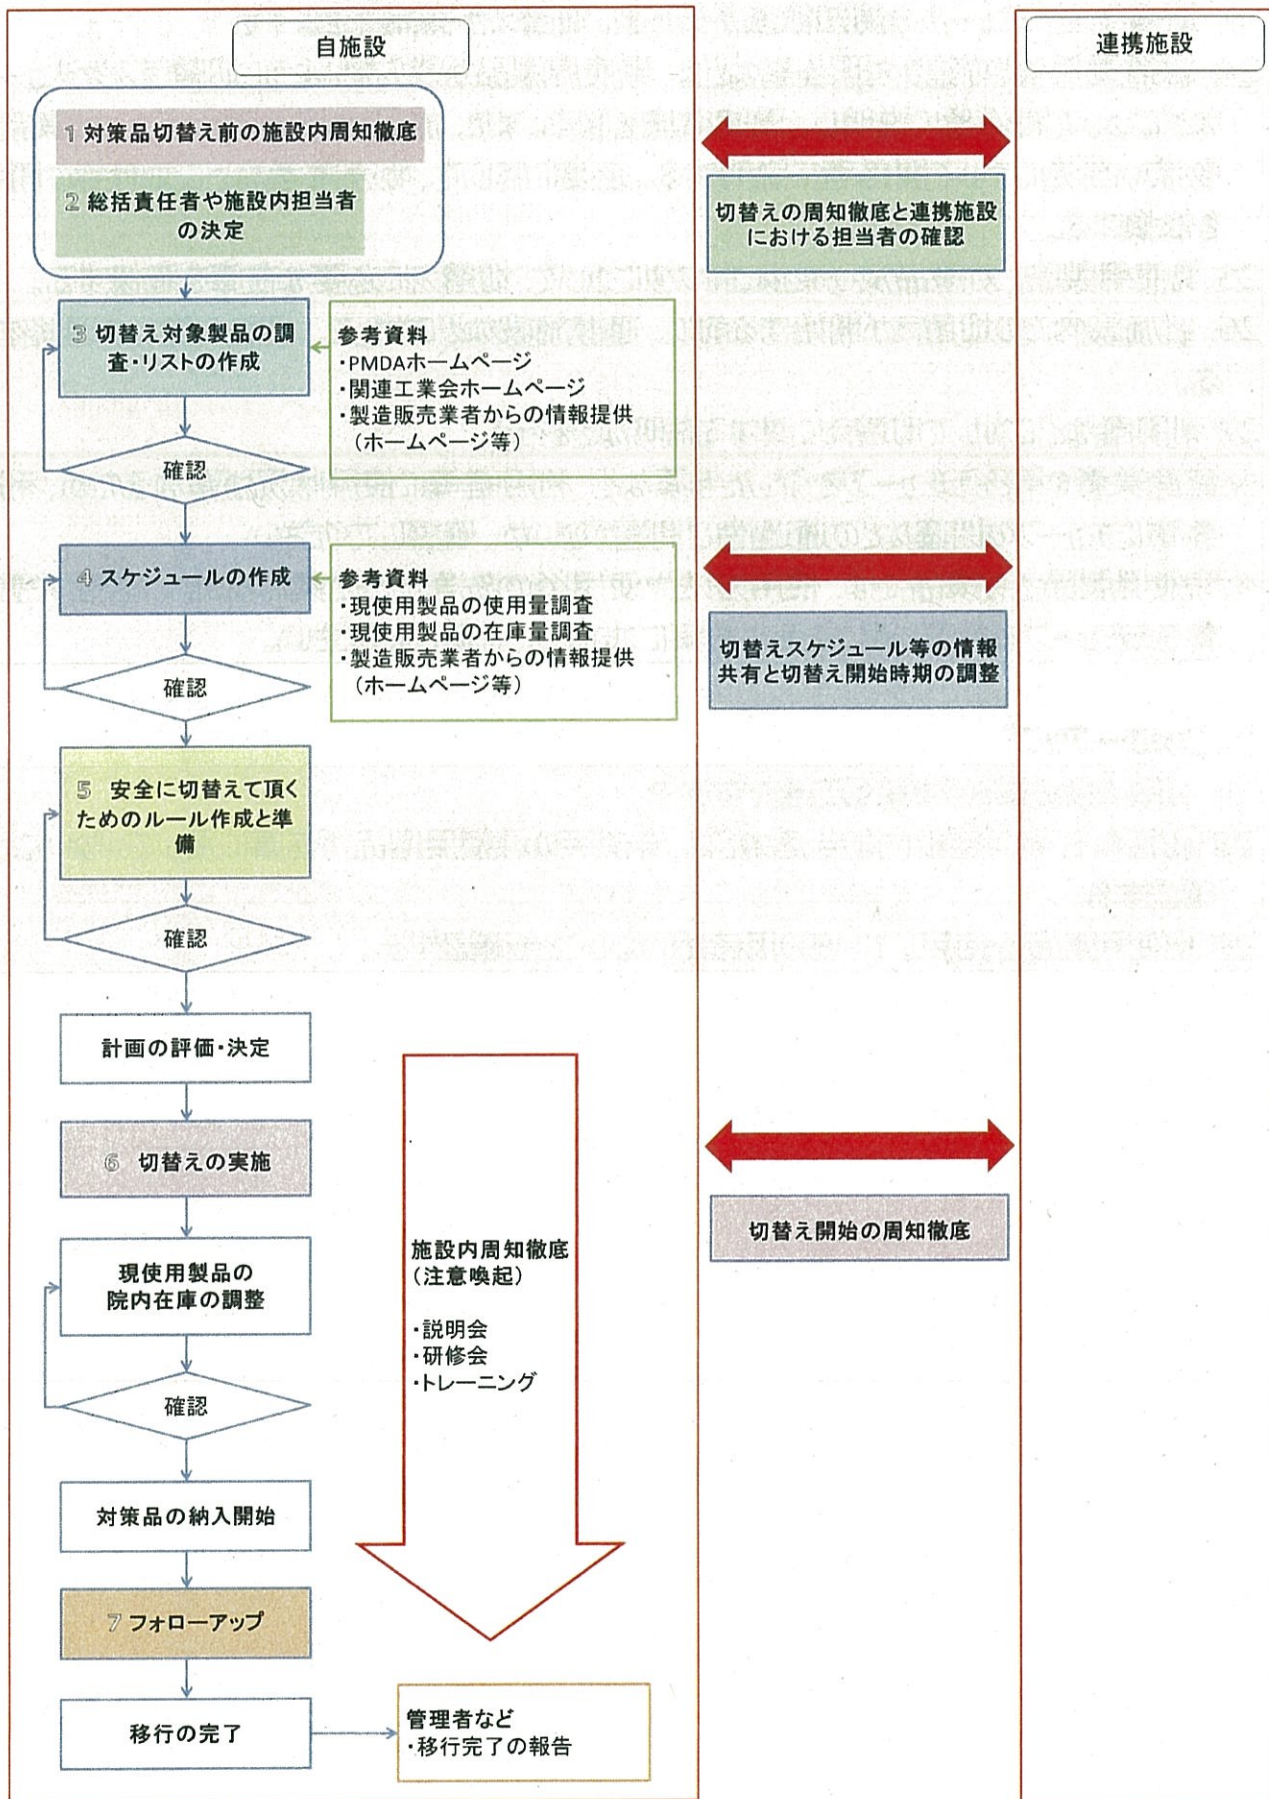 自施設
連携施設
1 対策品切替え前の施設内周知徹底
2 総括責任者や施設内担当者
の決定
切替えの周知徹底と連携施設
における担当者の確認
3 切替え対象製品の調
査・リストの作成
参考資料
・PMDAホームページ
・関連工業会ホームページ
・製造販売業者からの情報提供
(ホームページ等)
確認
4 スケジュールの作成
参考資料
・現使用製品の使用量調査
・現使用製品の在庫量調査
・製造販売業者からの情報提供
(ホームページ等)
切替えスケジュール等の情報
共有と切替え開始時期の調整
確認
5 安全に切替えて頂く
ためのルール作成と準
備
確認
計画の評価・決定
6 切替えの実施
切替え開始の周知徹底
現使用製品の
院内在庫の調整
施設内周知徹底
(注意喚起)
・説明会
・研修会
・トレーニング
確認
対策品の納入開始
7 フォローアップ
移行の完了
管理者など
・移行完了の報告